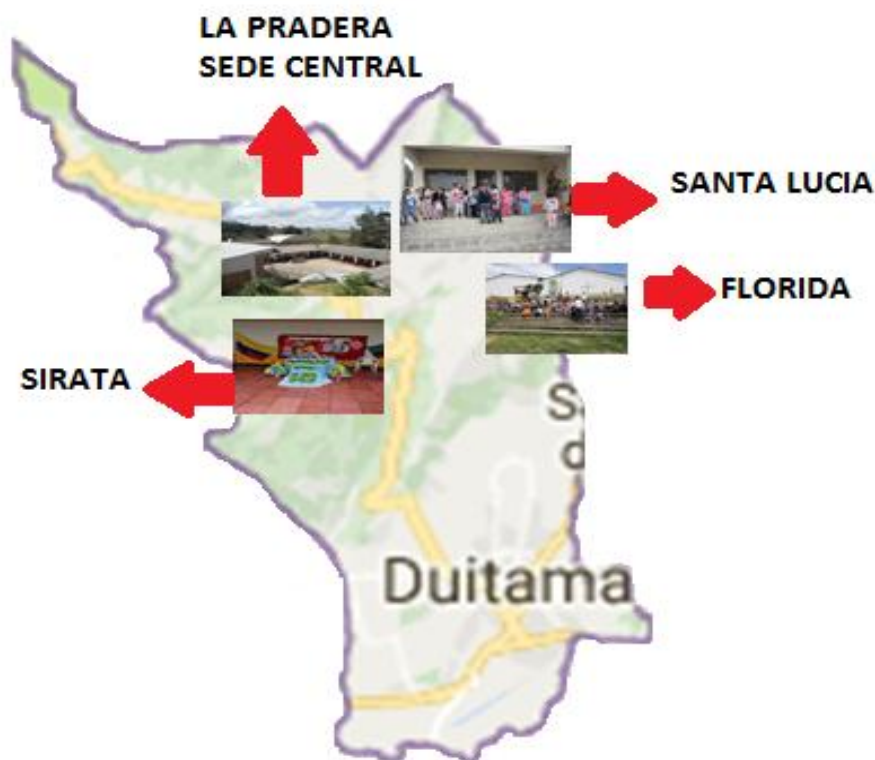 LA PRADERA
SEDE CENTRAL
SANTA LUCIA
FLORIDA
SIRATA
S
d
Duitama